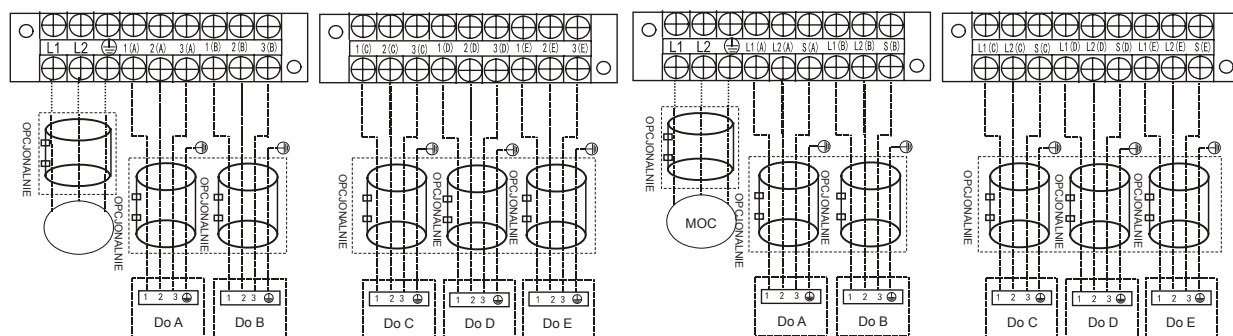 L1 L2 1(A) 2(A) 3(A) 1(B) 2(B) 3(B)
OPCJONALNIE
OPCJONALNIE
OPCJONALNIE
1 2 3
Do A
1 2 3
Do B
1(C) 2(C) 3(C) 1(D) 2(D) 3(D) 1(E) 2(E) 3(E)
OPCJONALNIE
OPCJONALNIE
OPCJONALNIE
1 2 3
Do C
1 2 3
Do D
1 2 3
Do E
L1 L2 L1(A) L2(A) S(A) L1(B) L2(B) S(B)
OPCJONALNIE
MOC
OPCJONALNIE
OPCJONALNIE
1 2 3
Do A
1 2 3
Do B
L1(C) L2(C) S(C) L1(D) L2(D) S(D) L1(E) L2(E) S(E)
OPCJONALNIE
OPCJONALNIE
OPCJONALNIE
1 2 3
Do C
1 2 3
Do D
1 2 3
Do E